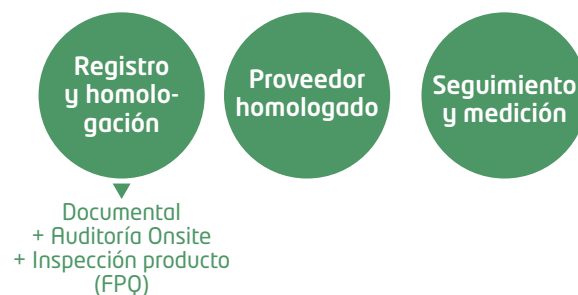 Registro
y homolo-
gación
Proveedor
homologado
Seguimiento
y medición
Documental
+ Auditoría Onsite
+ Inspección producto
(FPQ)